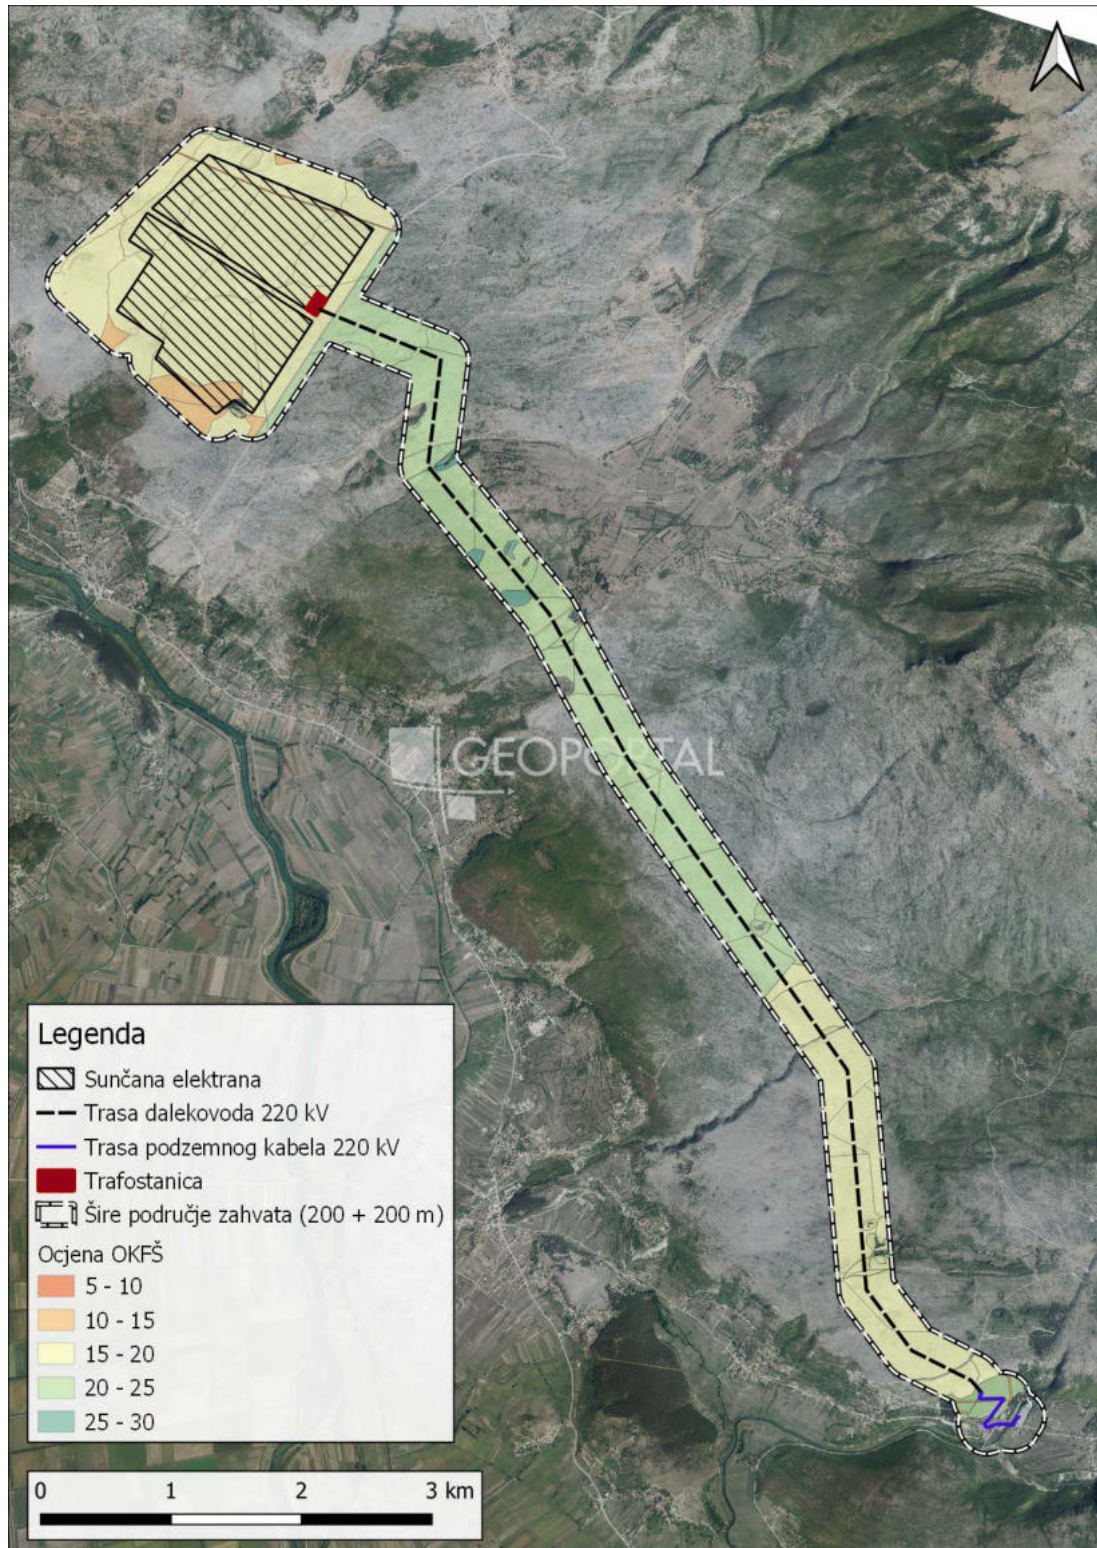 GEOPORTAL
Legenda
Sunčana elektrana
Trasa dalekovoda 220 kV
Trasa podzemnog kabela 220 kV
Trafostanica
Šire područje zahvata (200 + 200 m)
Ocjena OKFŠ
5 - 10
10 - 15
15 - 20
20 - 25
25 - 30
0 1 2 3 km